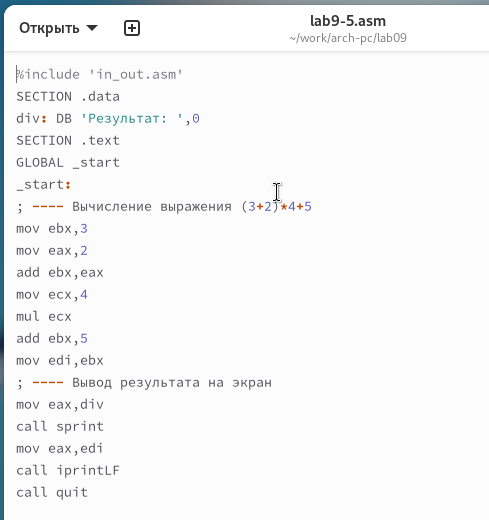 Открыть
lab9-5.asm
~/work/arch-pc/lab09
%include 'in_out.asm'
SECTION .data
div: DB 'Результат: ',0
SECTION .text
GLOBAL _start
_start:
; ---- Вычисление выражения (3+2)*4+5
mov ebx,3
mov eax,2
add ebx,eax
mov ecx,4
mul ecx
add ebx,5
mov edi,ebx
; ---- Вывод результата на экран
mov eax,div
call sprint
mov eax,edi
call iprintLF
call quit